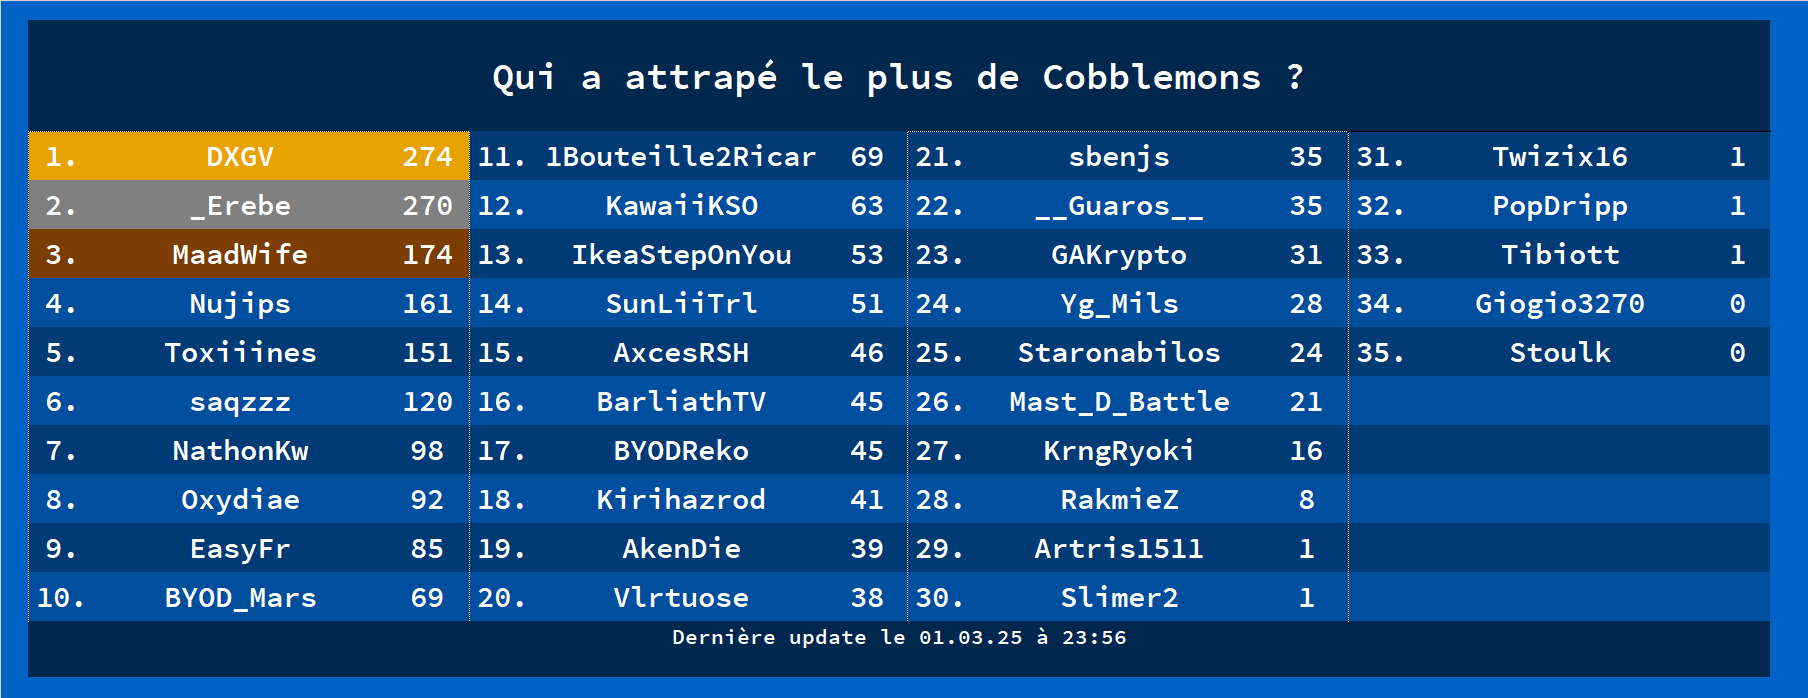 Qui a attrapé le plus de Cobblemons ?
1. DXGV 274
2. _Erebe 270
3. MaadWife 174
4. Nujips 161
5. Toxiiines 151
6. saqzzz 120
7. NathonKw 98
8. Oxydiae 92
9. EasyFr 85
10. BYOD_Mars 69
11. 1Bouteille2Ricar 69
12. KawaiiKSO 63
13. IkeaStepOnYou 53
14. SunLiiTrl 51
15. AxcesRSH 46
16. BarliathTV 45
17. BYODReko 45
18. Kirihazrod 41
19. AkenDie 39
20. Vlrtuose 38
21. sbenjs 35
22. __Guaros__ 35
23. GAKrypto 31
24. Yg_Mils 28
25. Staronabilos 24
26. Mast_D_Battle 21
27. KrngRyoki 16
28. RakmieZ 8
29. Artris1511 1
30. Slimer2 1
31. Twizix16 1
32. PopDripp 1
33. Tibiott 1
34. Giogio3270 0
35. Stoulk 0
Dernière update le 01.03.25 à 23:56